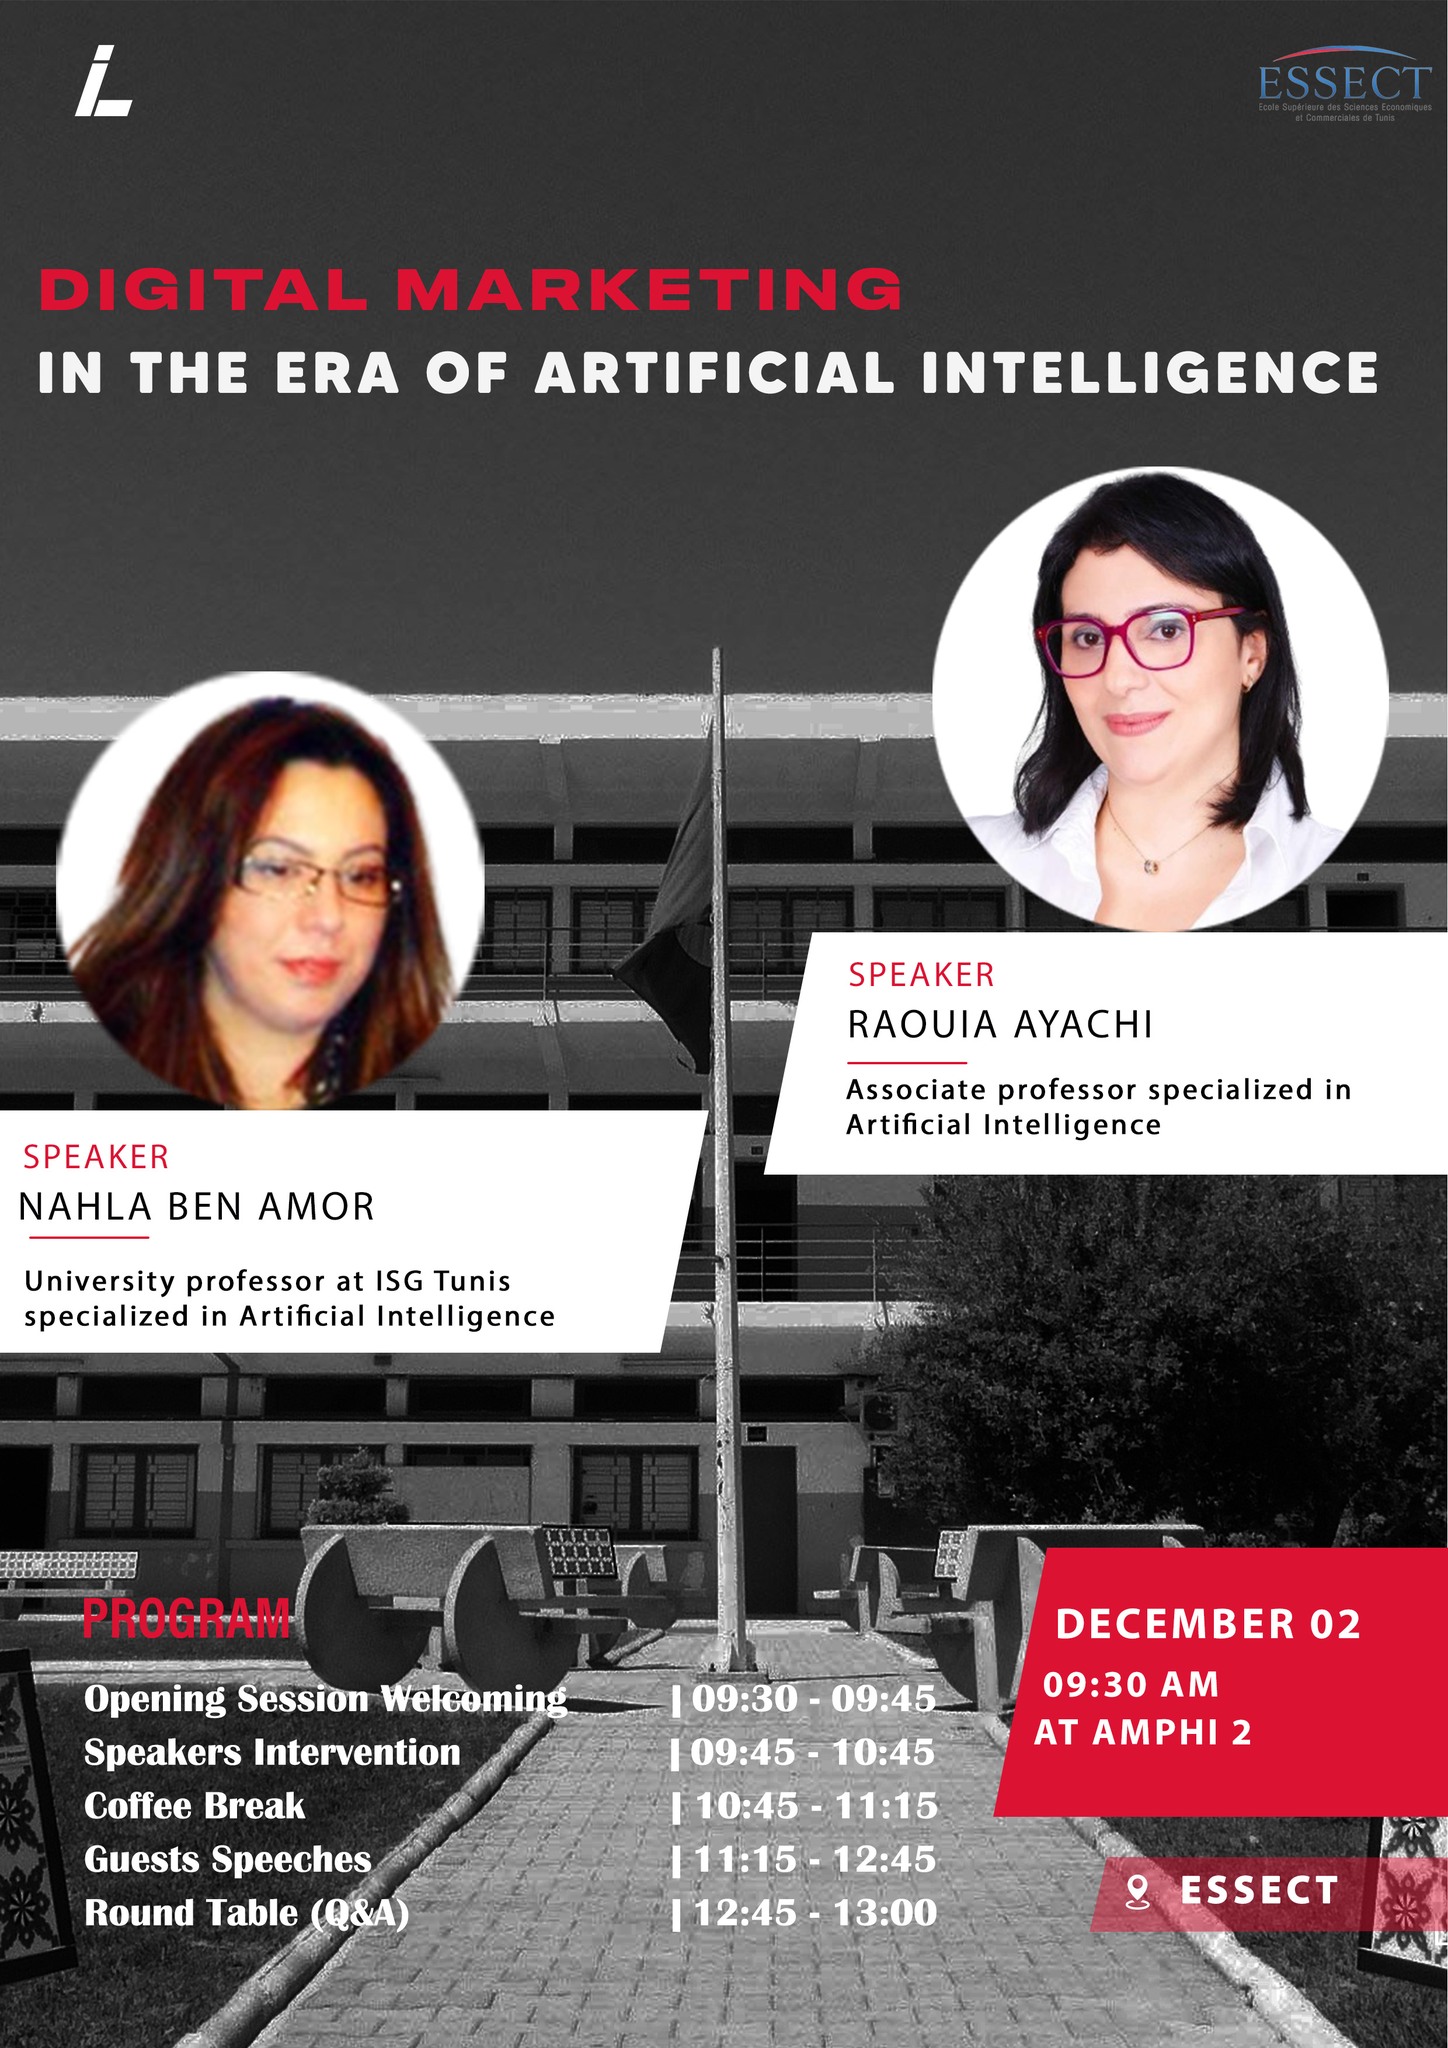 iL
ESSECT
Ecole Supérieure des Sciences Economiques
et Commerciales de Tunis
DIGITAL MARKETING
IN THE ERA OF ARTIFICIAL INTELLIGENCE
SPEAKER
RAOUIA AYACHI
Associate professor specialized in
Artificial Intelligence
SPEAKER
NAHLA BEN AMOR
University professor at ISG Tunis
specialized in Artificial Intelligence
PROGRAM
Opening Session Welcoming | 09:30 - 09:45
Speakers Intervention | 09:45 - 10:45
Coffee Break | 10:45 - 11:15
Guests Speeches | 11:15 - 12:45
Round Table (Q&A) | 12:45 - 13:00
DECEMBER 02
09:30 AM
AT AMPHI 2
ESSECT